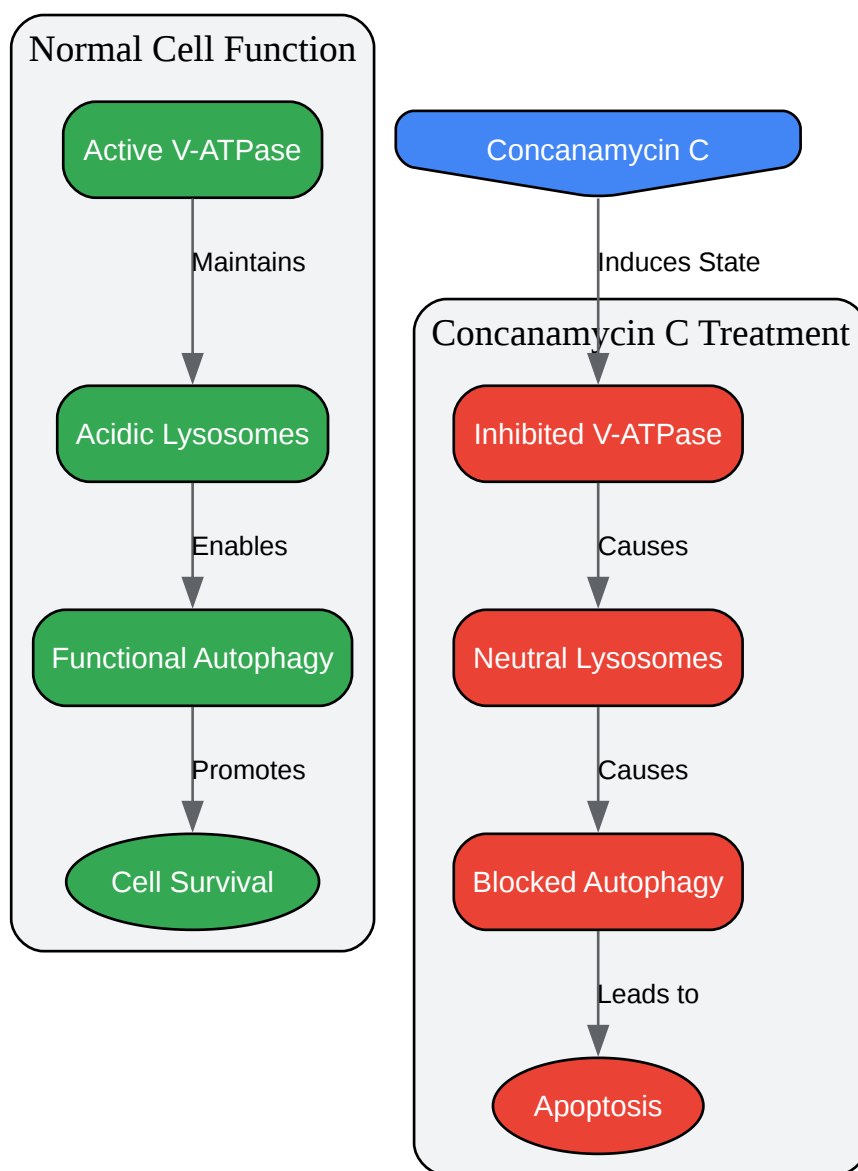 Normal Cell Function
Active V-ATPase
Maintains
Acidic Lysosomes
Enables
Functional Autophagy
Promotes
Cell Survival
Concanamycin C
Induces State
Concanamycin C Treatment
Inhibited V-ATPase
Causes
Neutral Lysosomes
Causes
Blocked Autophagy
Leads to
Apoptosis